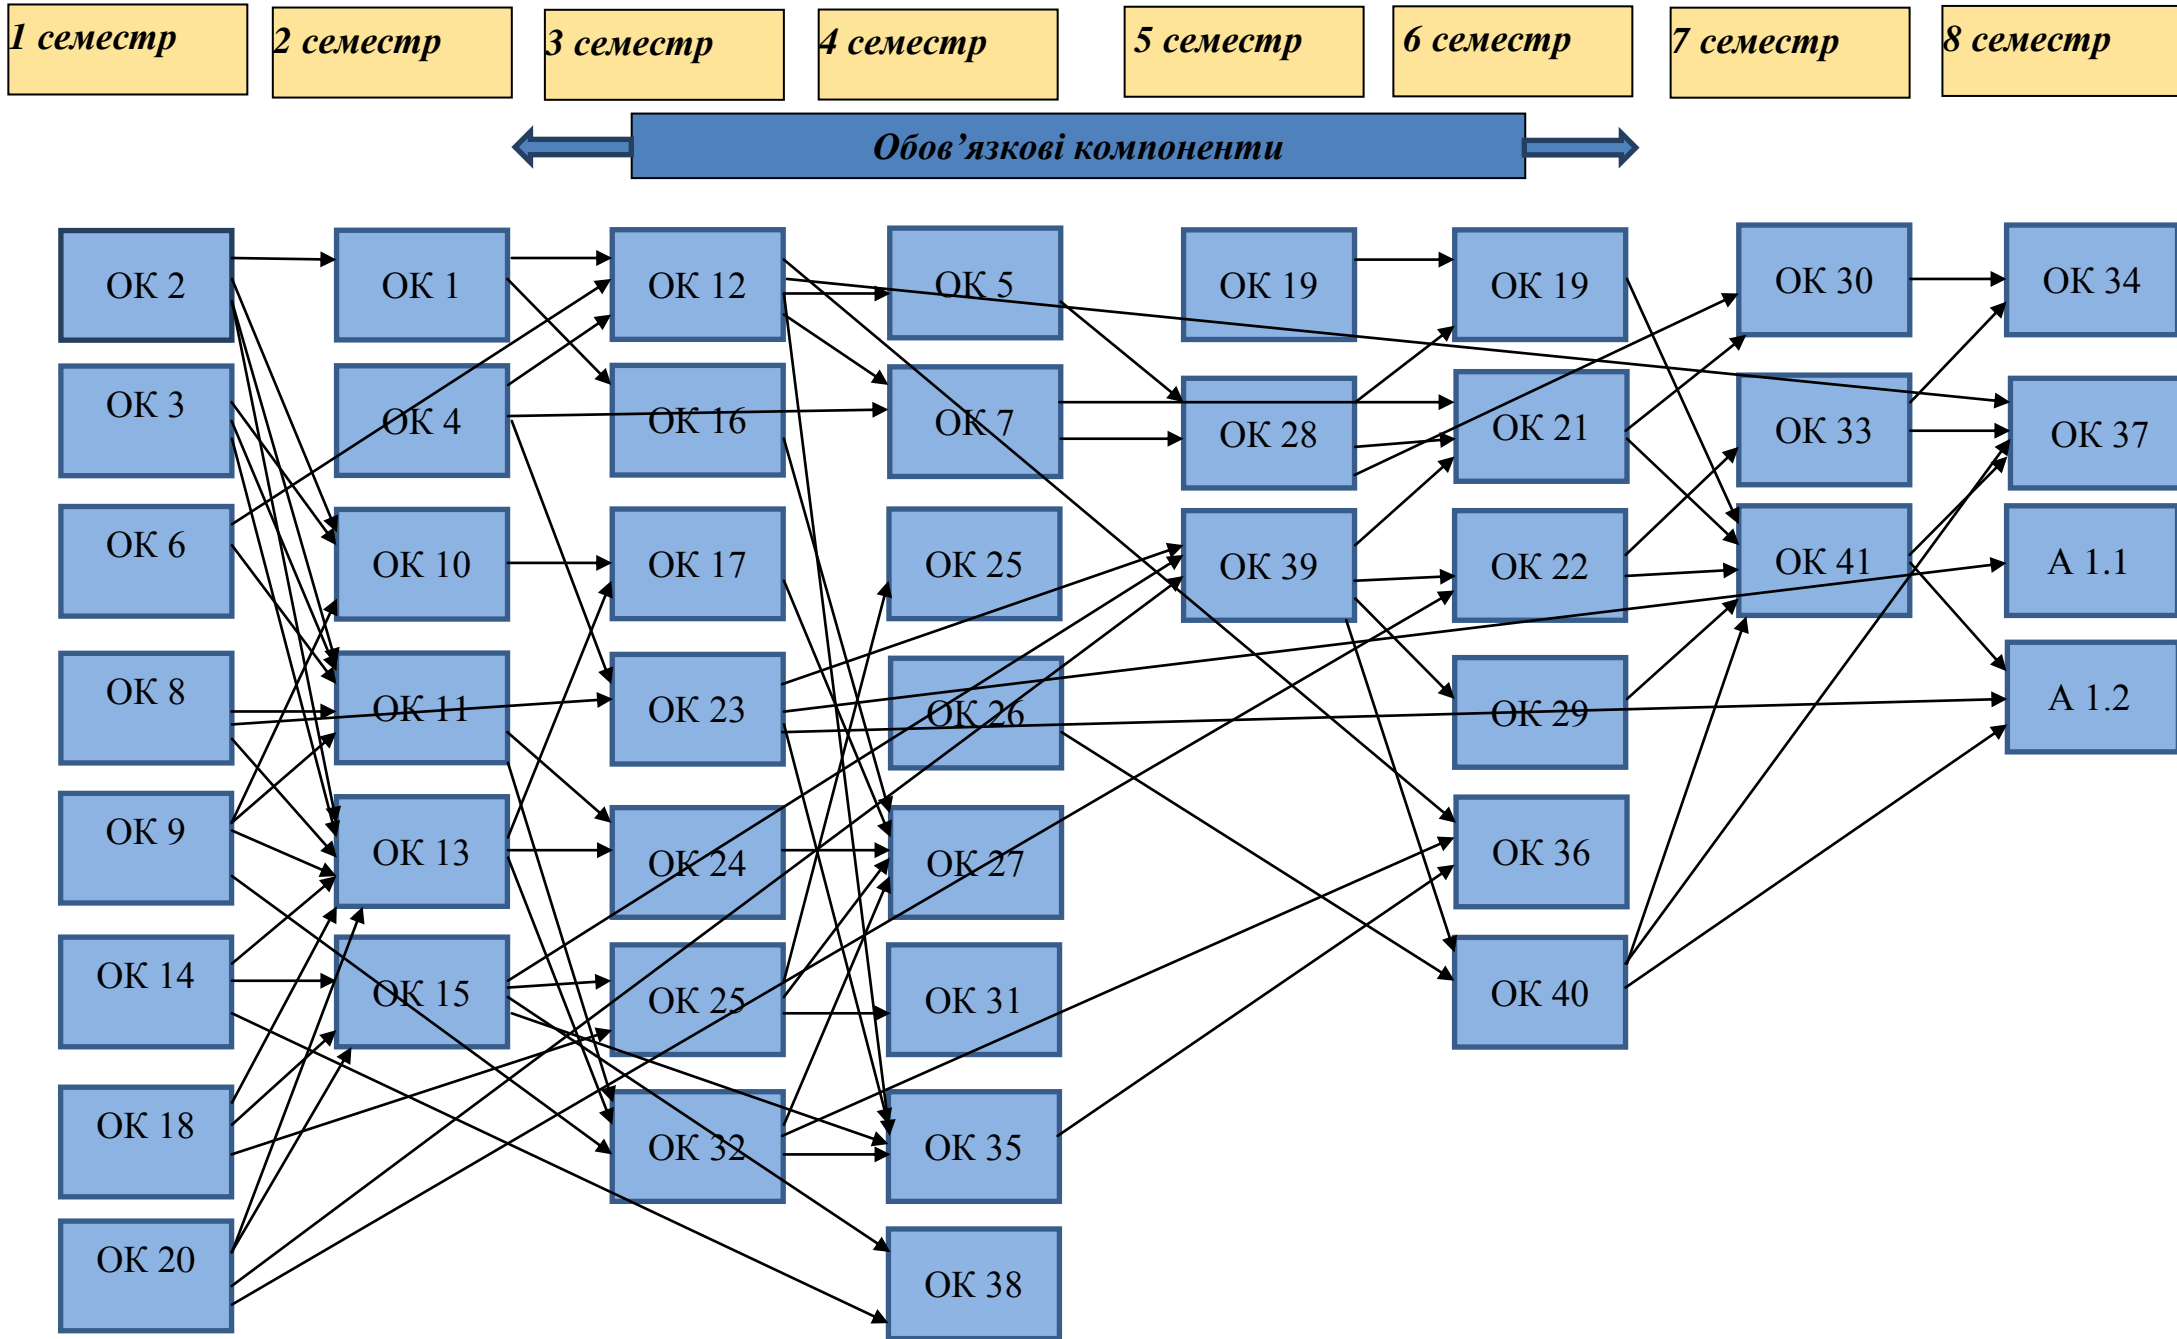 1 семестр
2 семестр
3 семестр
4 семестр
5 семестр
6 семестр
7 семестр
8 семестр
Обов’язкові компоненти
ОК 2
ОК 1
ОК 12
ОК 5
ОК 19
ОК 19
ОК 30
ОК 34
ОК 3
ОК 4
ОК 16
ОК 7
ОК 28
ОК 21
ОК 33
ОК 37
ОК 6
ОК 10
ОК 17
ОК 25
ОК 39
ОК 22
ОК 41
А 1.1
ОК 8
ОК 11
ОК 23
ОК 26
ОК 29
А 1.2
ОК 9
ОК 13
ОК 24
ОК 27
ОК 36
ОК 14
ОК 15
ОК 25
ОК 31
ОК 40
ОК 18
ОК 32
ОК 35
ОК 20
ОК 38